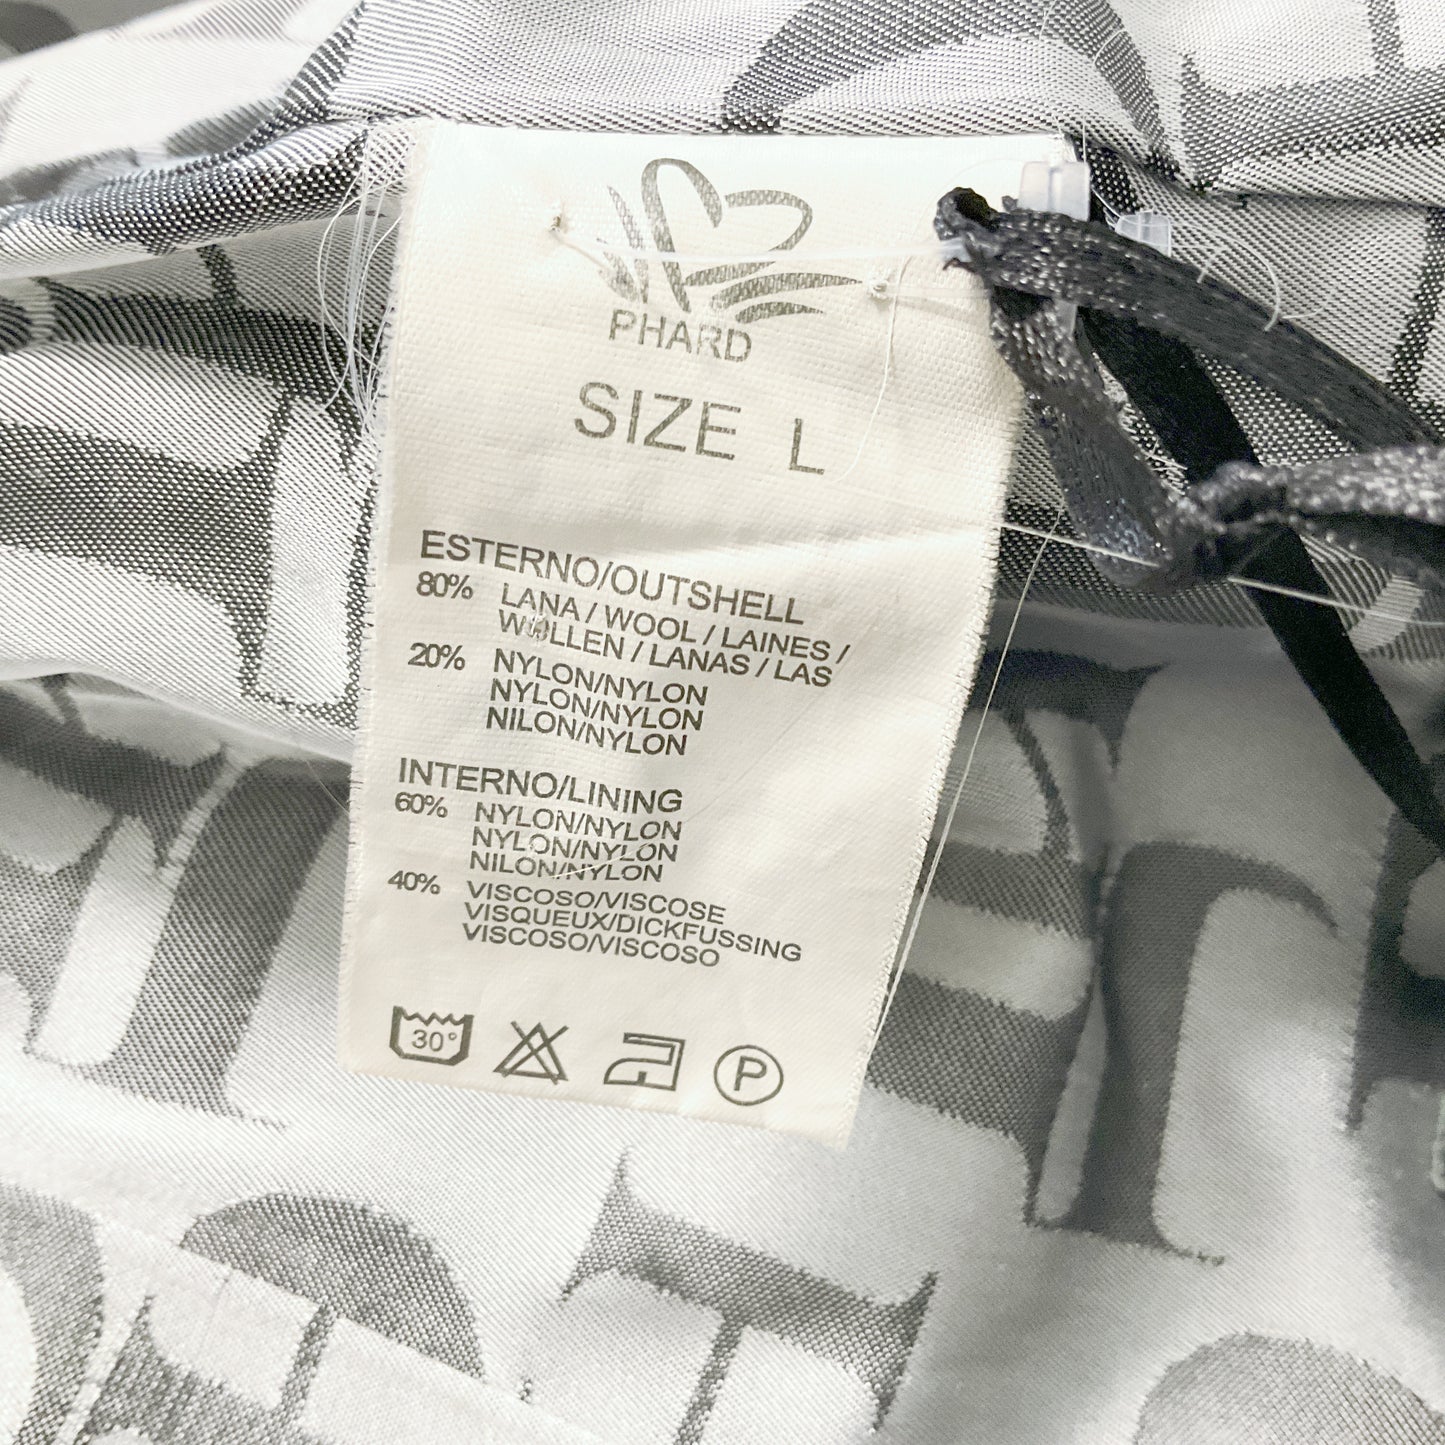 PHARD
SIZE L
ESTERNO/OUTSHELL
80% LANA / WOOL / LAINES /
WOLLEN / LANAS / LAS
20% NYLON/NYLON
NYLON/NYLON
NILON/NYLON
INTERNO/LINING
60% NYLON/NYLON
NYLON/NYLON
NILON/NYLON
40% VISCOSO/VISCOSE
VISQUEUX/DICKFUSSING
VISCOSO/VISCOSO
30° P